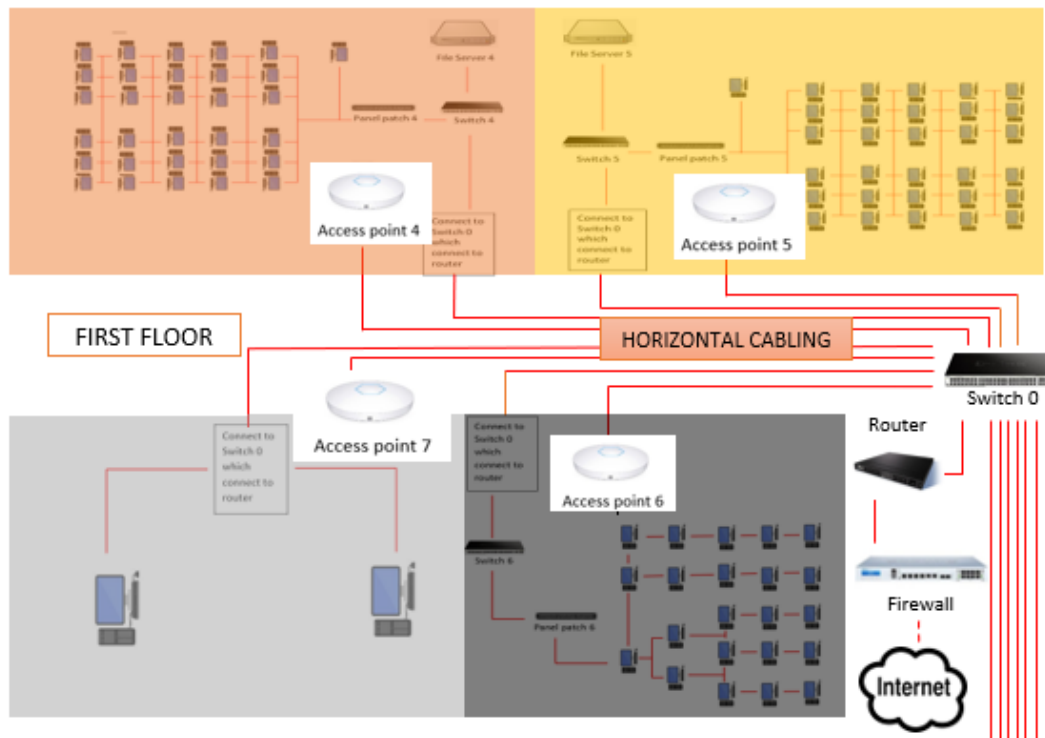 File Server 4
File Server 5
Panel patch 4
Switch 4
Switch 5
Panel patch 5
Access point 4
Connect to
Switch 0
which
connect to
router
Connect to
Switch 0
which
connect to
router
Access point 5
FIRST FLOOR
HORIZONTAL CABLING
Switch 0
Access point 7
Connect to
Switch 0
which
connect to
router
Connect to
Switch 0
which
connect to
router
Access point 6
Router
Switch 6
Panel patch 6
Firewall
Internet